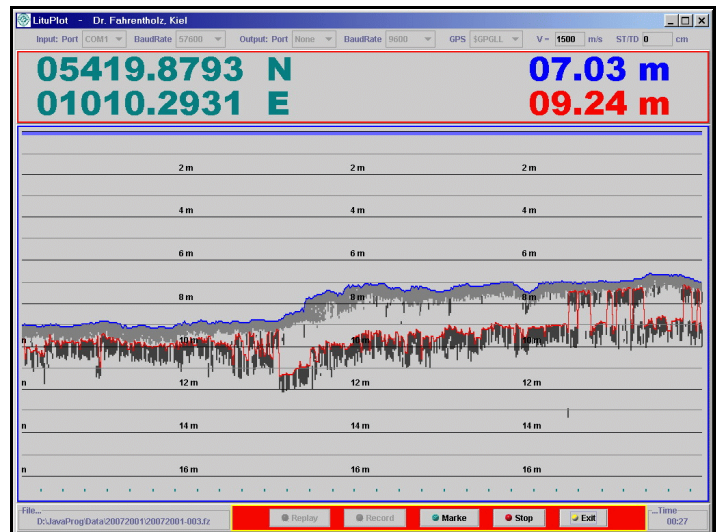 LituPlot - Dr. Fahrentholz, Kiel
Input: Port COM1 BaudRate 57600 Output: Port None BaudRate 9600 GPS $GPGLL V = 1500 m/s ST/TD 0 cm
05419.8793 N 07.03 m
01010.2931 E 09.24 m
2 m 2 m 2 m
4 m 4 m 4 m
6 m 6 m 6 m
8 m 8 m 8 m
n 10 m 10 m 10 m
n 12 m 12 m 12 m
n 14 m 14 m 14 m
n 16 m 16 m 16 m
File... ...Time
D:\JavaProg\Data\20072001\20072001-003.fz Replay Record Marke Stop Exit 00:27